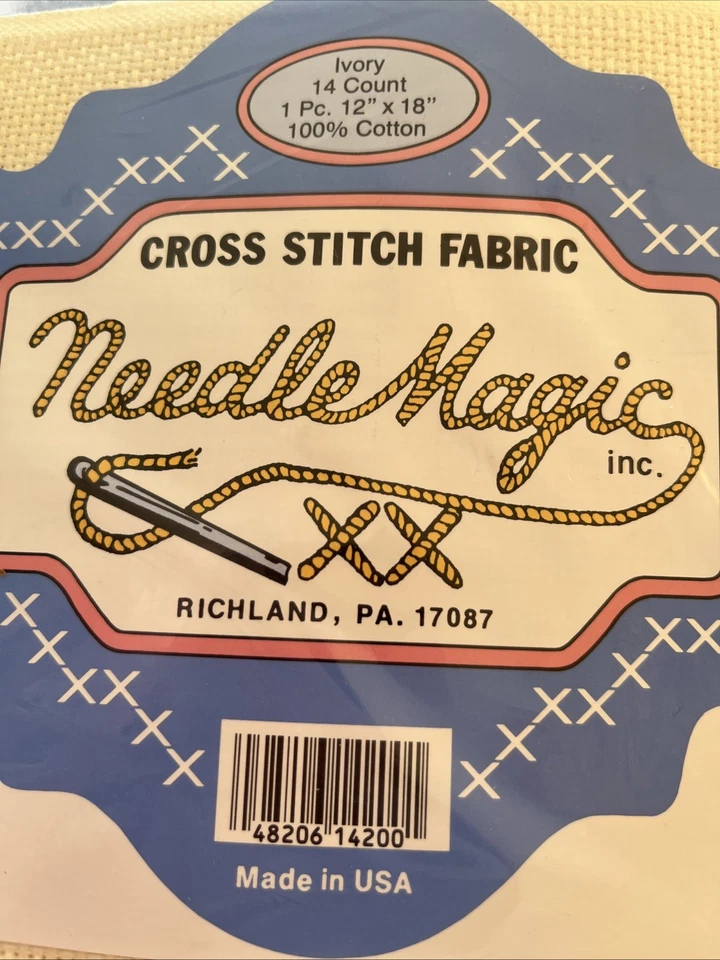 Ivory
14 Count
1 Pc. 12" x 18"
100% Cotton
CROSS STITCH FABRIC
Needle Magic
inc.
RICHLAND, PA. 17087
48206 14200
Made in USA